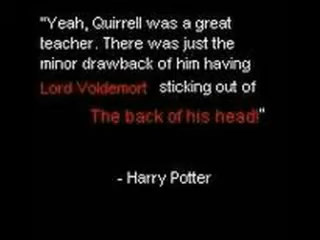 "Yeah, Quirrell was a great
teacher. There was just the
minor drawback of him having
Lord Voldemort sticking out of
The back of his head!"
- Harry Potter